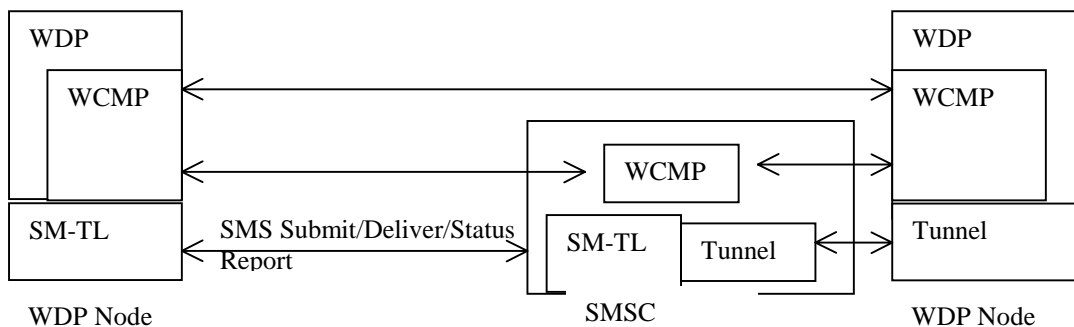 WDP
WDP
WCMP
WCMP
WCMP
SM-TL
SMS Submit/Deliver/Status
Report
SM-TL
Tunnel
Tunnel
WDP Node
SMSC
WDP Node